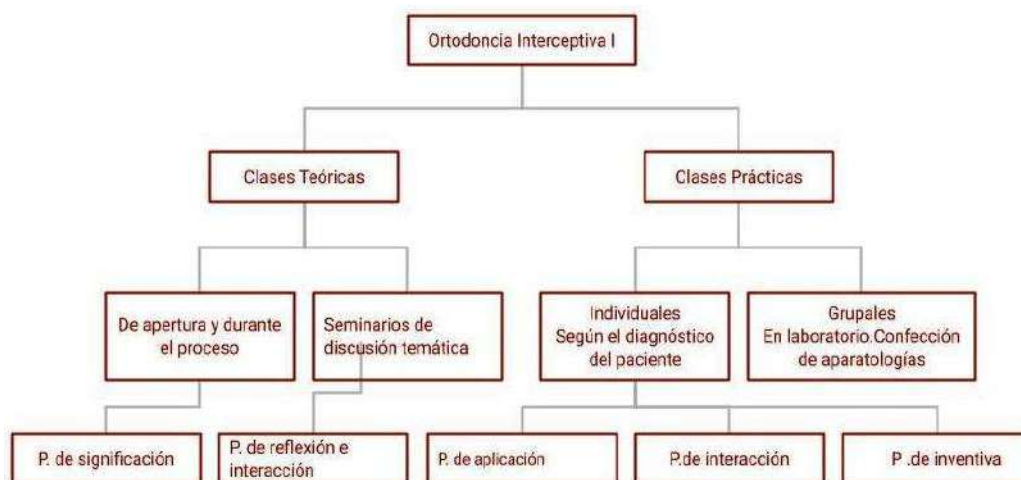 Ortodoncia Interceptiva I
Clases Teóricas
Clases Prácticas
De apertura y durante
el proceso
Seminarios de
discusión temática
Individuales
Según el diagnóstico
del paciente
Grupales
En laboratorio.Confección
de aparatologías
P. de significación
P. de reflexión e
interacción
P. de aplicación
P.de interacción
P .de inventiva